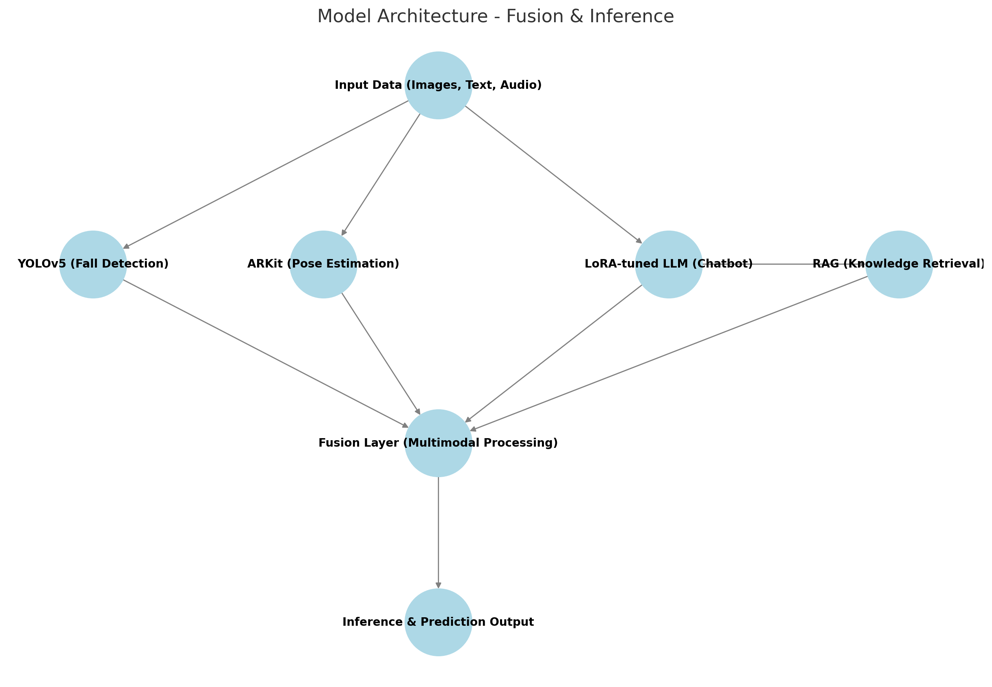 Model Architecture - Fusion & Inference
Input Data (Images, Text, Audio)
YOLOv5 (Fall Detection)
ARKit (Pose Estimation)
LoRA-tuned LLM (Chatbot)
RAG (Knowledge Retrieval)
Fusion Layer (Multimodal Processing)
Inference & Prediction Output